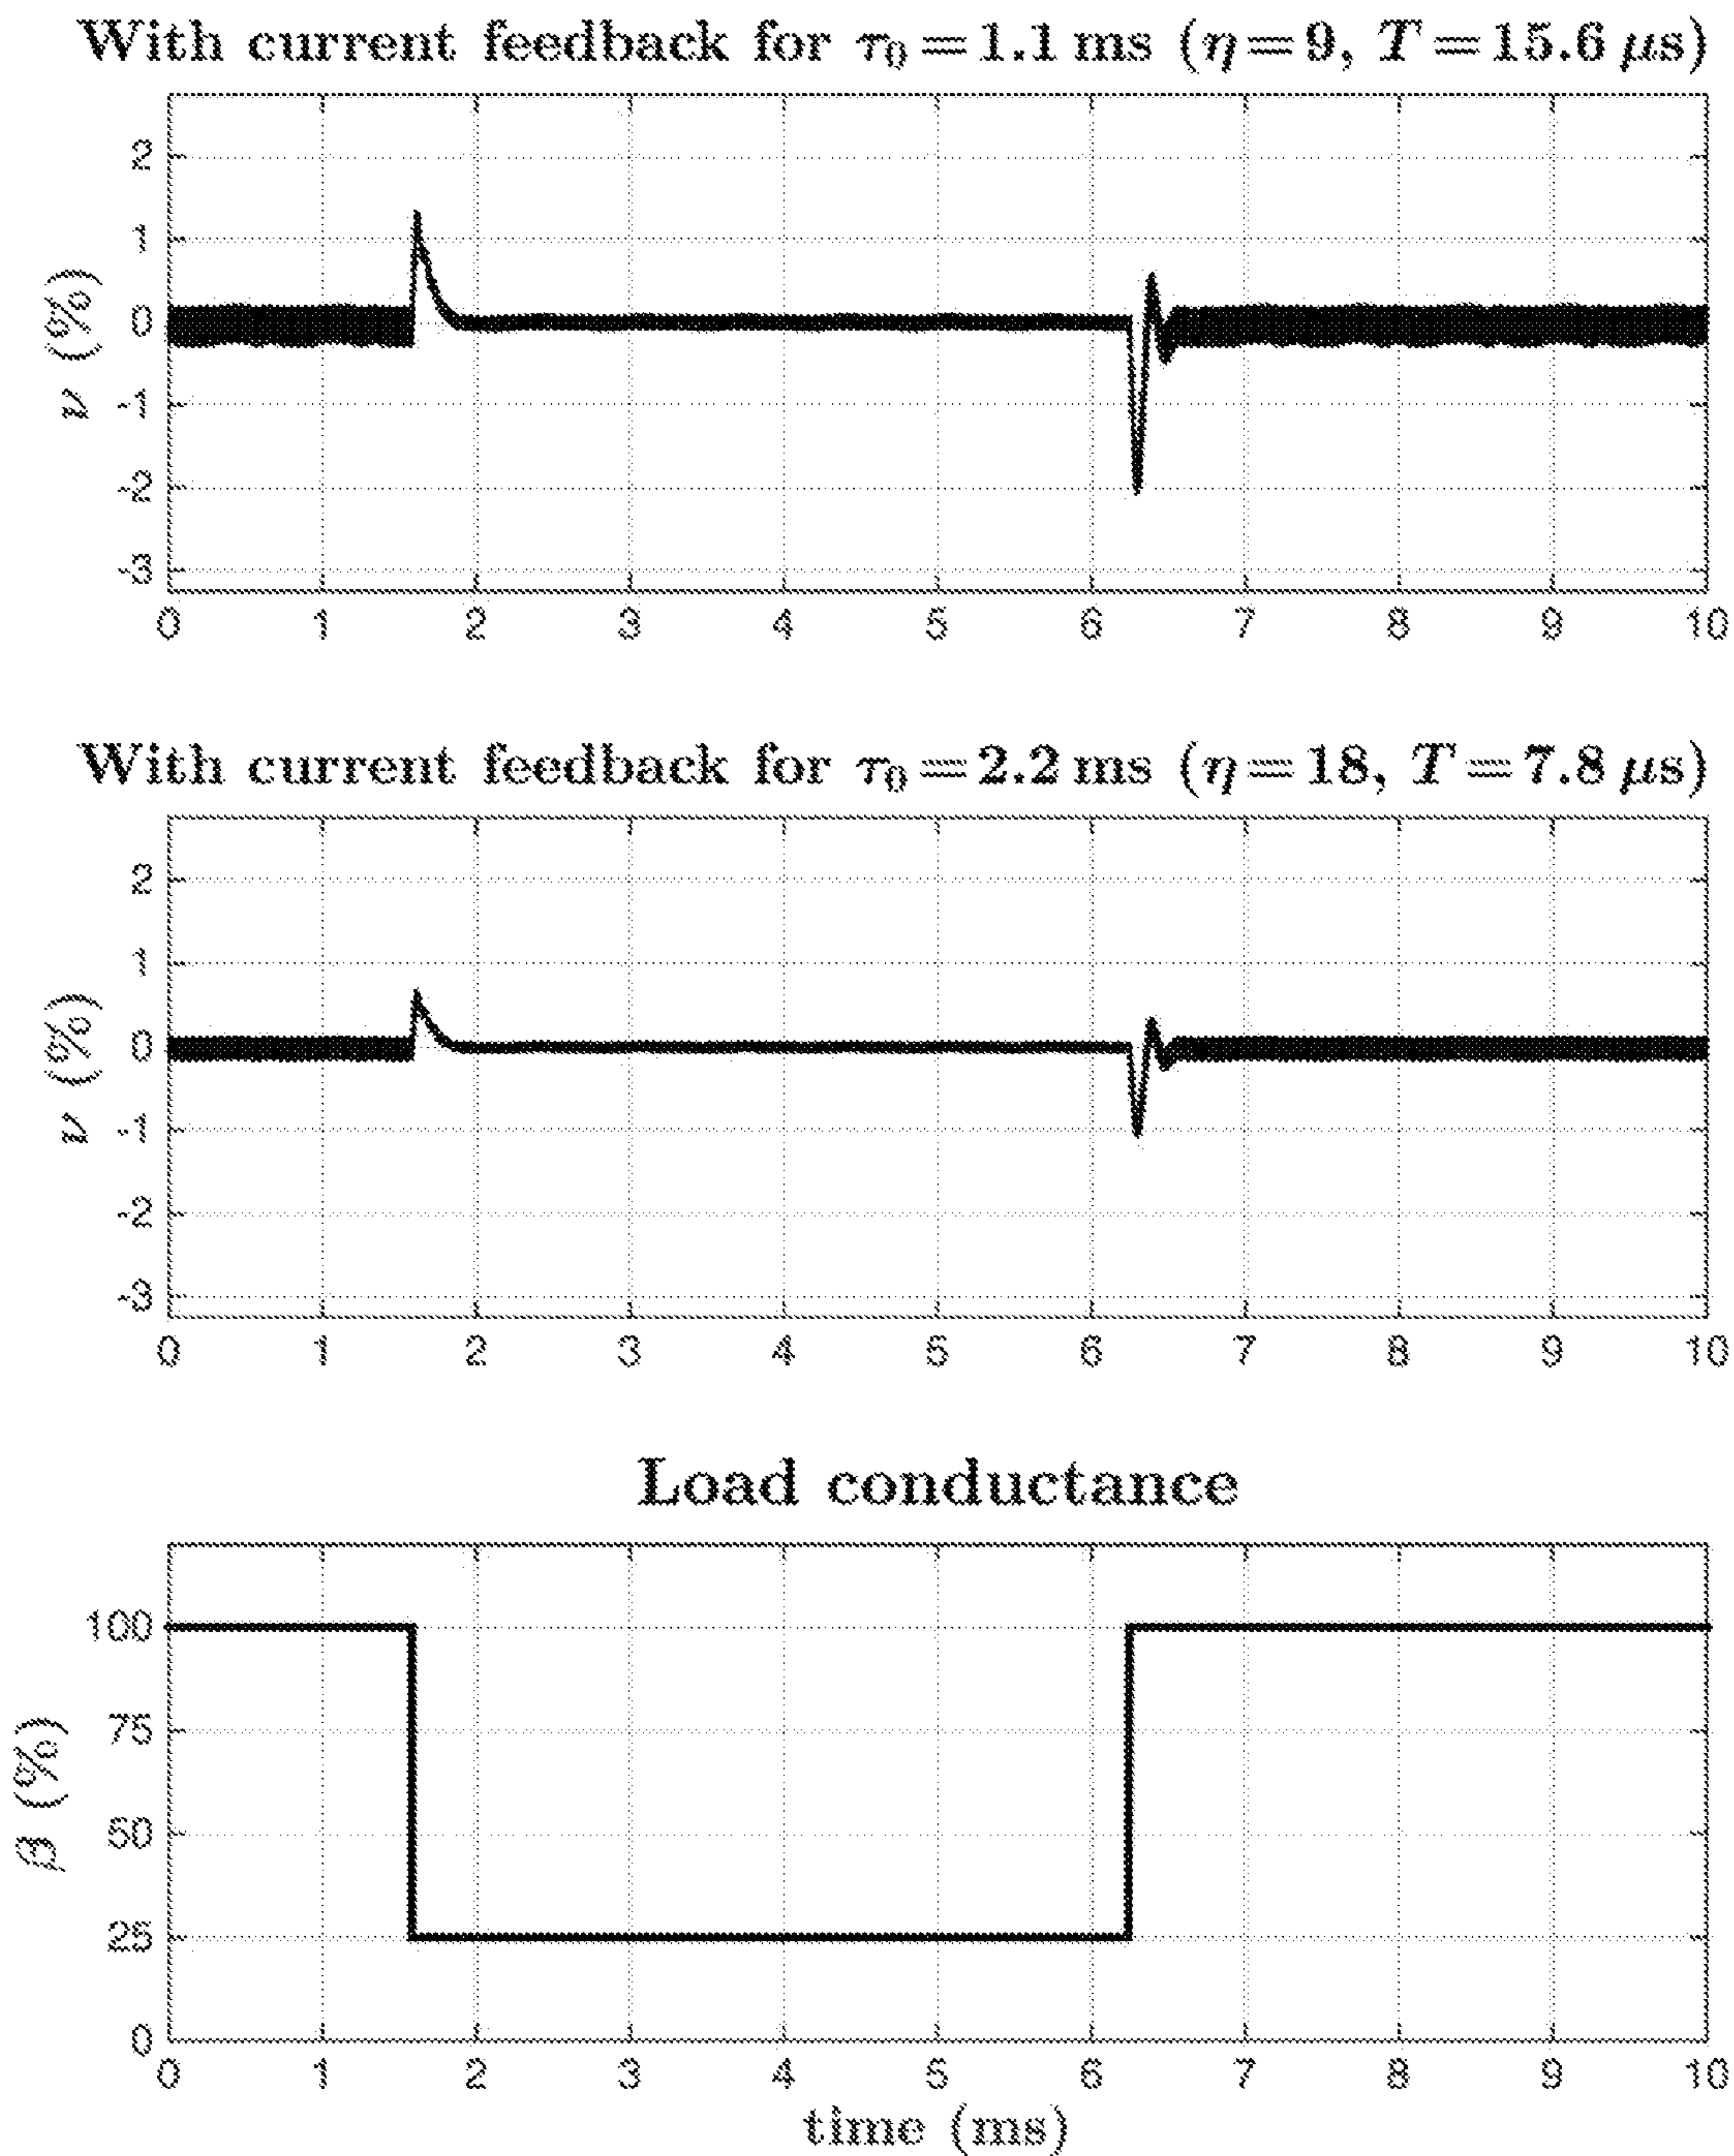 With current feedback for τ₀ = 1.1 ms (η = 9, T = 15.6 μs)
2
1
0
-1
-2
-3
ν (%)
0 1 2 3 4 5 6 7 8 9 10
With current feedback for τ₀ = 2.2 ms (η = 18, T = 7.8 μs)
2
1
0
-1
-2
-3
ν (%)
0 1 2 3 4 5 6 7 8 9 10
Load conductance
100
75
50
25
0
β (%)
0 1 2 3 4 5 6 7 8 9 10
time (ms)